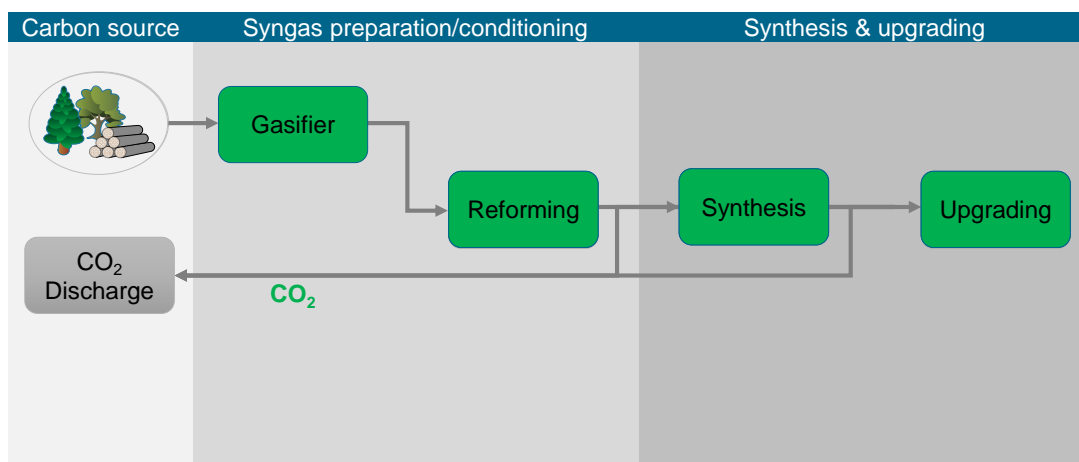 Carbon source
Syngas preparation/conditioning
Synthesis & upgrading
Gasifier
Reforming
Synthesis
Upgrading
CO₂
Discharge
CO₂